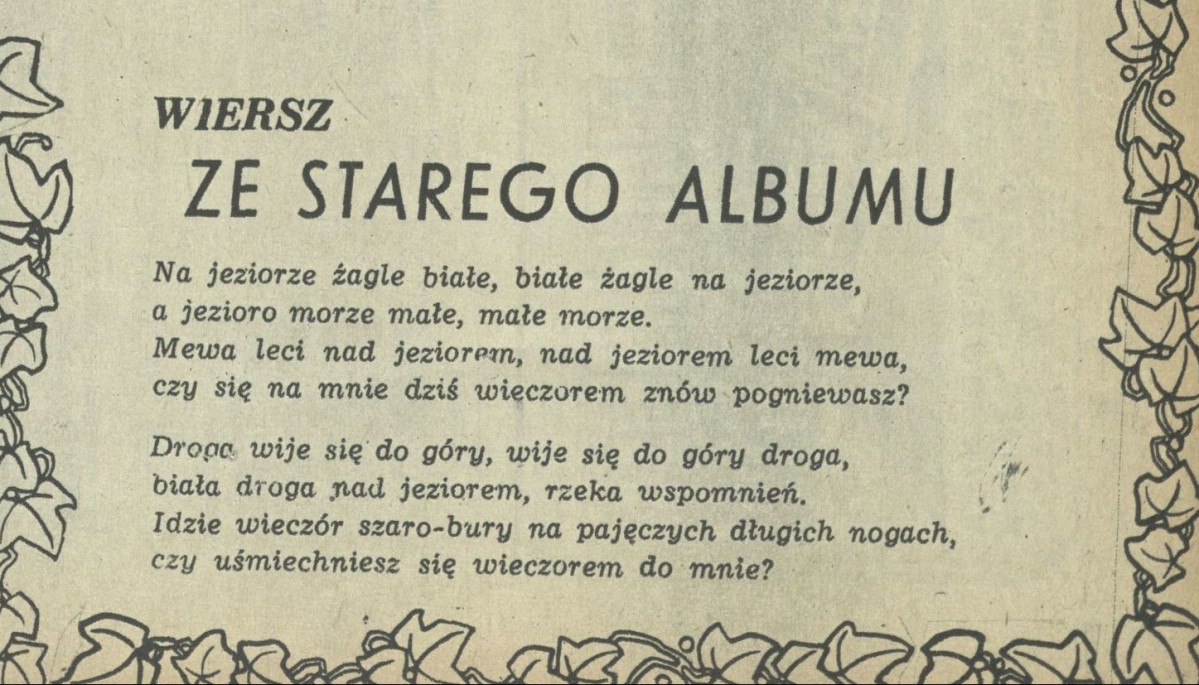 WIERSZ
ZE STAREGO ALBUMU
Na jeziorze żagle białe, białe żagle na jeziorze,
a jezioro morze małe, małe morze.
Mewa leci nad jeziorem, nad jeziorem leci mewa,
czy się na mnie dziś wieczorem znów pogniewasz?
Droga wije się do góry, wije się do góry droga,
biała droga nad jeziorem, rzeka wspomnień.
Idzie wieczór szaro-bury na pajęczych długich nogach,
czy uśmiechniesz się wieczorem do mnie?